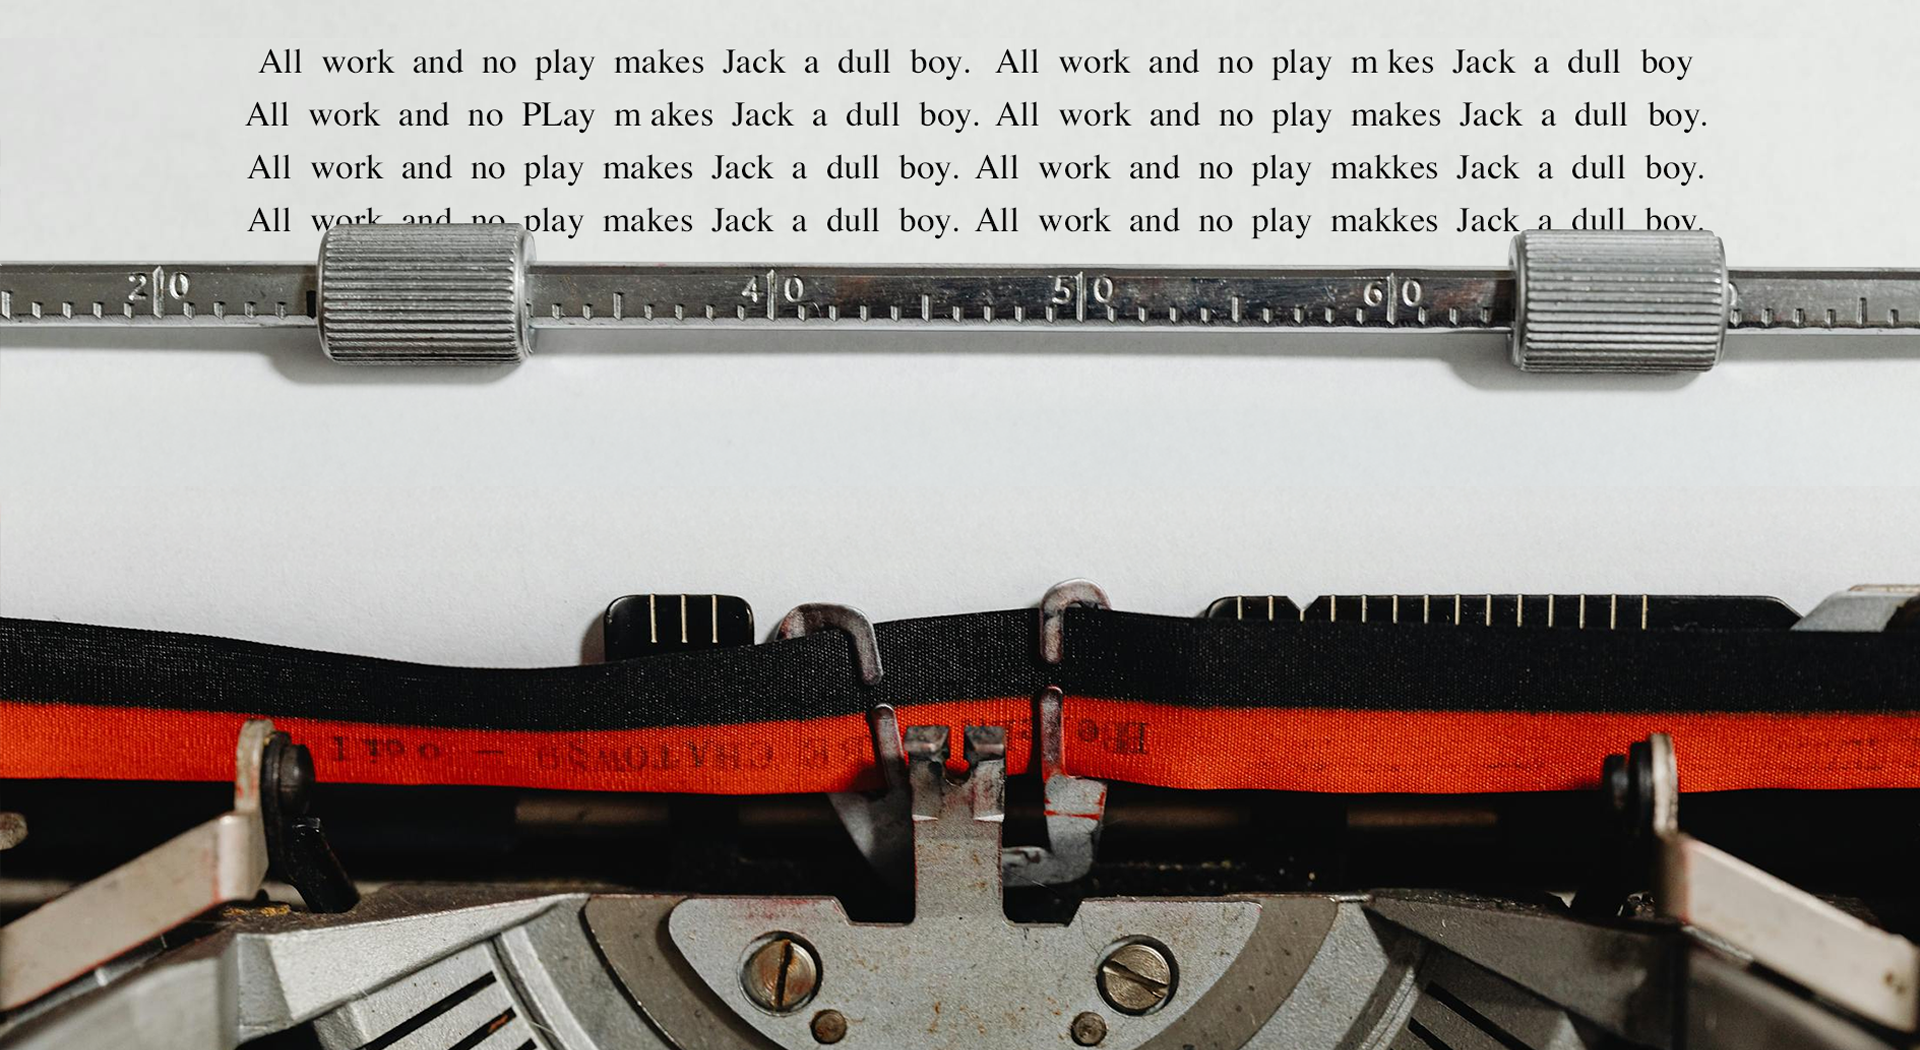 All work and no play makes Jack a dull boy. All work and no play m kes Jack a dull boy
All work and no PLay m akes Jack a dull boy. All work and no play makes Jack a dull boy.
All work and no play makes Jack a dull boy. All work and no play makkes Jack a dull boy.
All work and no play makes Jack a dull boy. All work and no play makkes Jack a dull boy.
20 40 50 60